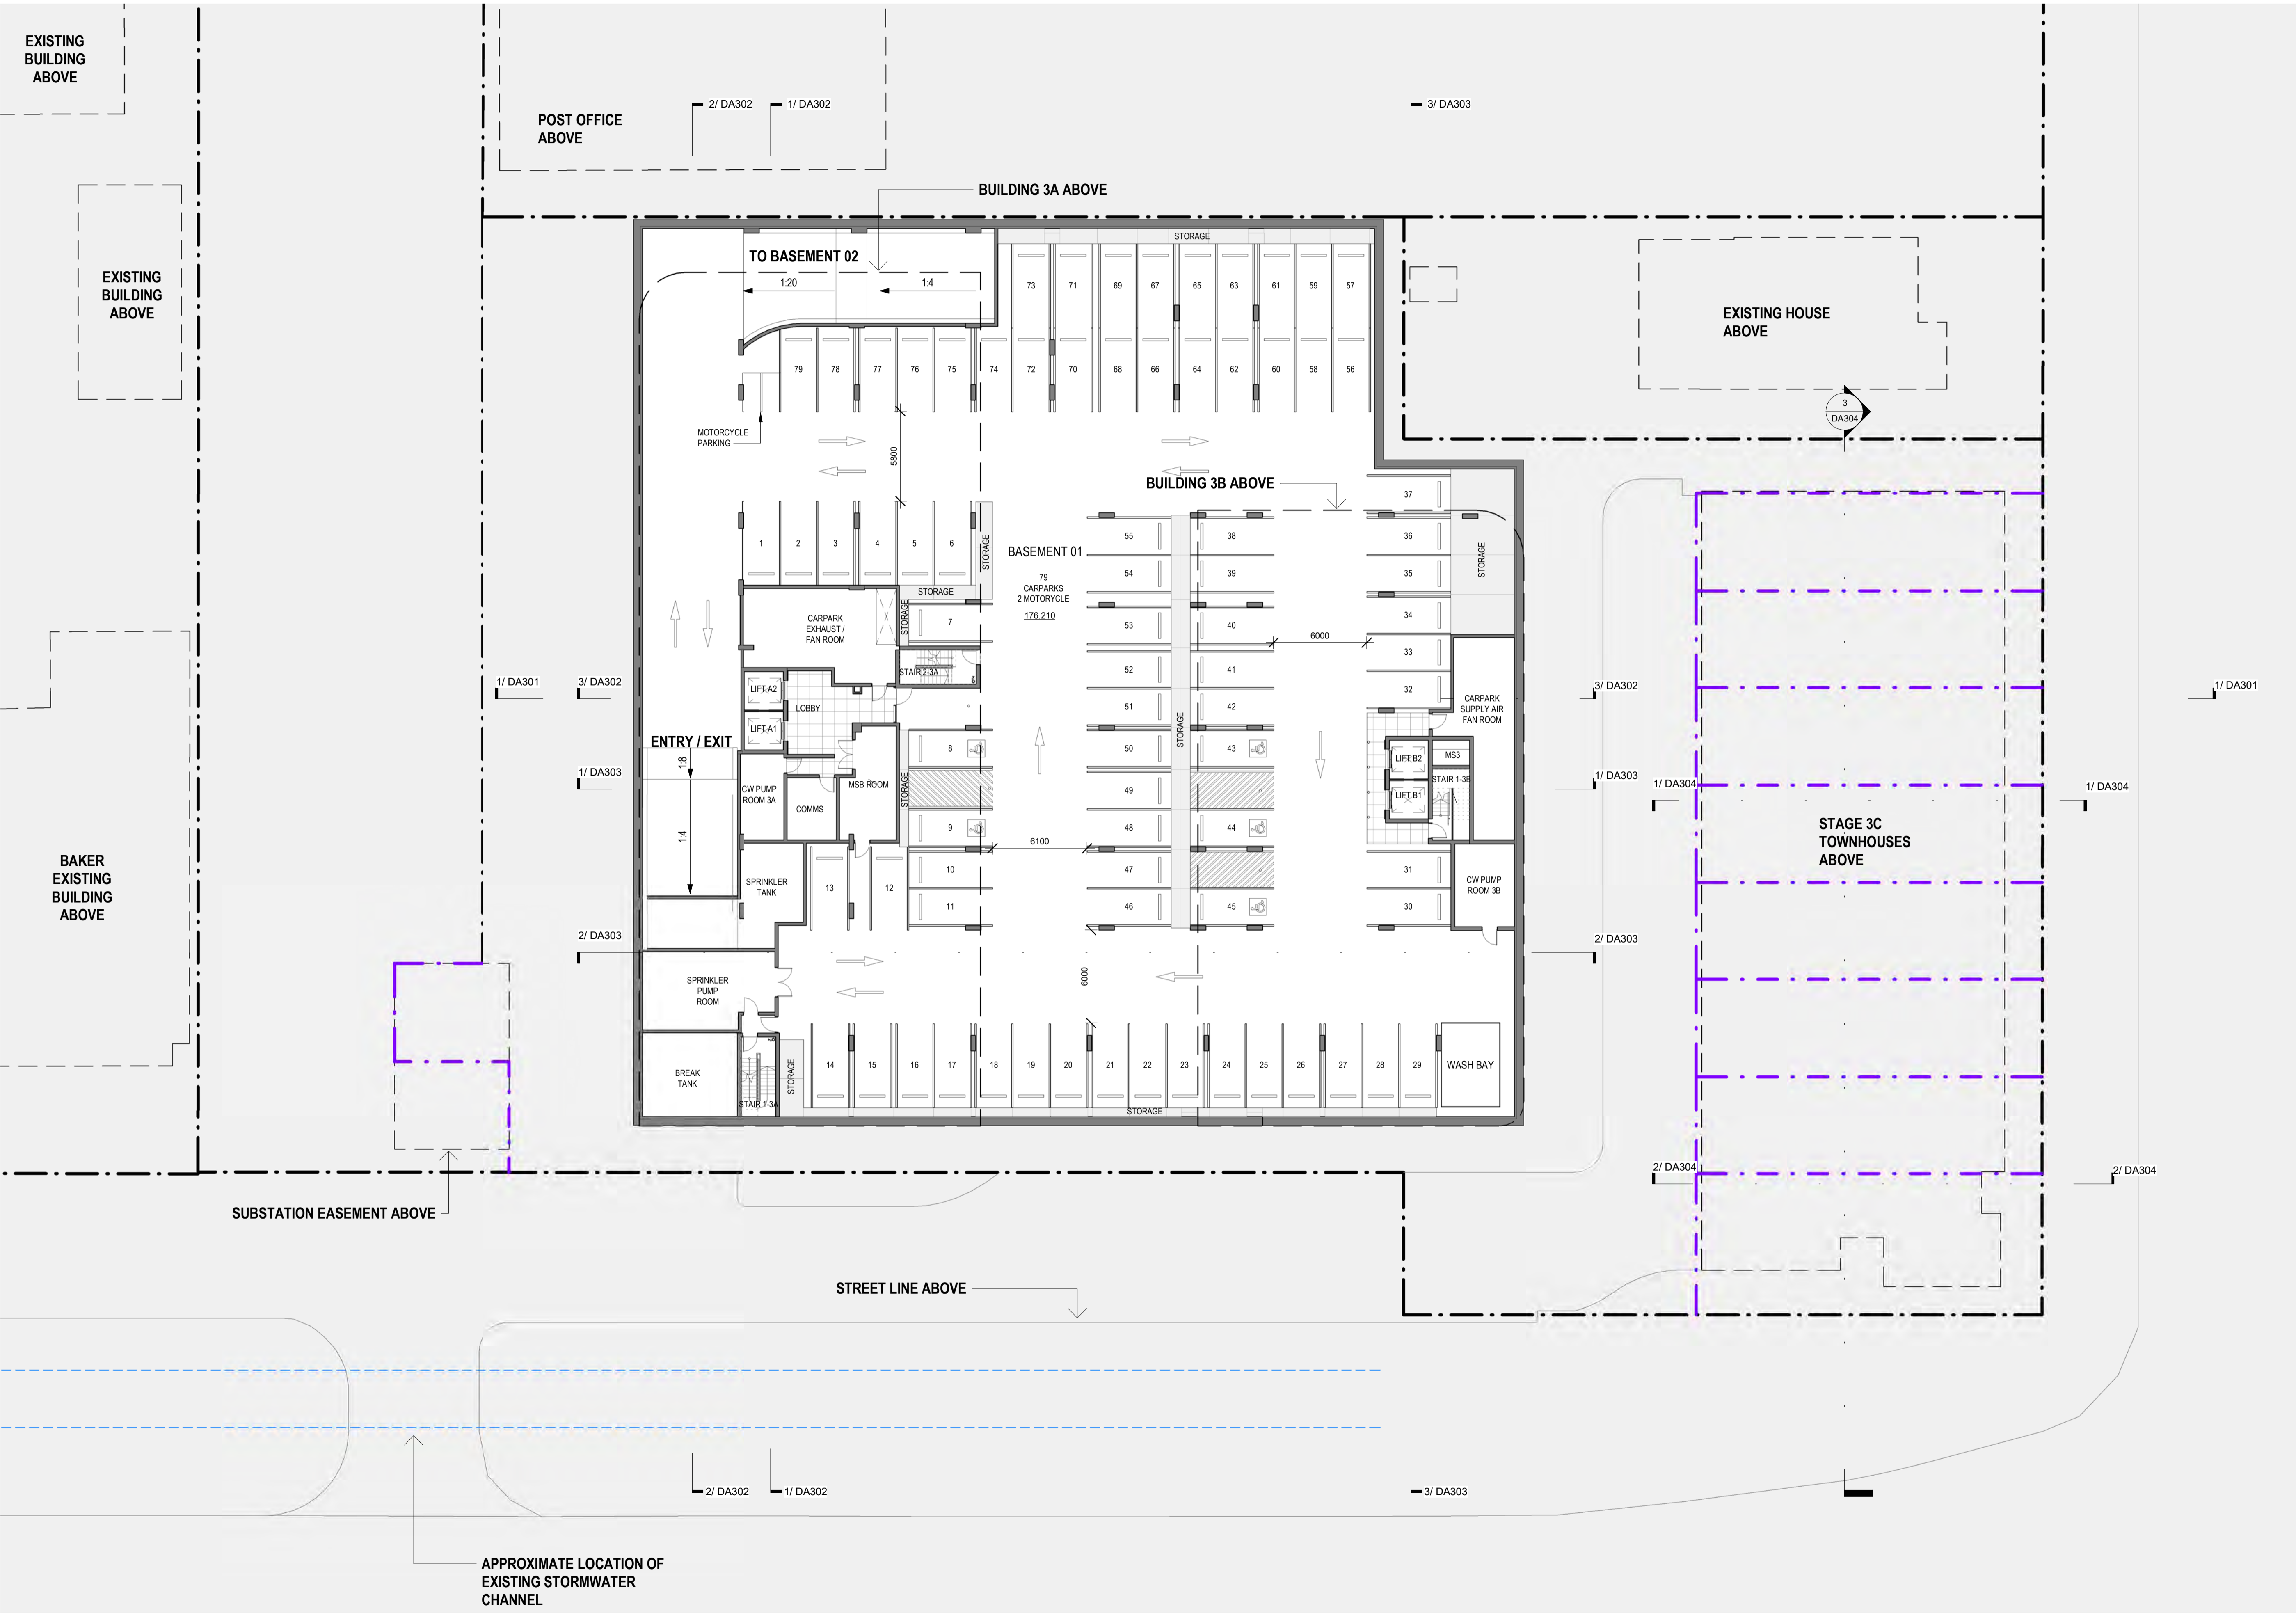 EXISTING
BUILDING
ABOVE
2/ DA302
1/ DA302
3/ DA303
POST OFFICE
ABOVE
BUILDING 3A ABOVE
STORAGE
TO BASEMENT 02
1:20
1:4
73
71
69
67
65
63
61
59
57
EXISTING
BUILDING
ABOVE
EXISTING HOUSE
ABOVE
79
78
77
76
75
74
72
70
68
66
64
62
60
58
56
3
DA304
MOTORCYCLE
PARKING
5800
BUILDING 3B ABOVE
37
1
2
3
4
5
6
STORAGE
BASEMENT 01
79
CARPARKS
2 MOTORYCLE
176.210
55
38
36
54
39
35
STORAGE
STORAGE
STORAGE
CARPARK
EXHAUST /
FAN ROOM
7
53
40
34
6000
33
STAIR 2-3A
52
41
32
1/ DA301
3/ DA302
LIFT A2
LOBBY
51
42
CARPARK
SUPPLY AIR
FAN ROOM
3/ DA302
1/ DA301
LIFT A1
STORAGE
ENTRY / EXIT
1:8
8
50
43
LIFT B2
MS3
1/ DA303
CW PUMP
ROOM 3A
COMMS
MSB ROOM
STORAGE
49
LIFT B1
STAIR 1-3B
1/ DA303
1/ DA304
1/ DA304
1:4
9
48
44
STAGE 3C
TOWNHOUSES
ABOVE
6100
BAKER
EXISTING
BUILDING
ABOVE
SPRINKLER
TANK
13
12
10
47
31
CW PUMP
ROOM 3B
11
46
45
30
2/ DA303
2/ DA303
6000
SPRINKLER
PUMP
ROOM
BREAK
TANK
STAIR 1-3A
STORAGE
14
15
16
17
18
19
20
21
22
23
24
25
26
27
28
29
WASH BAY
STORAGE
2/ DA304
2/ DA304
SUBSTATION EASEMENT ABOVE
STREET LINE ABOVE
2/ DA302
1/ DA302
3/ DA303
APPROXIMATE LOCATION OF
EXISTING STORMWATER
CHANNEL